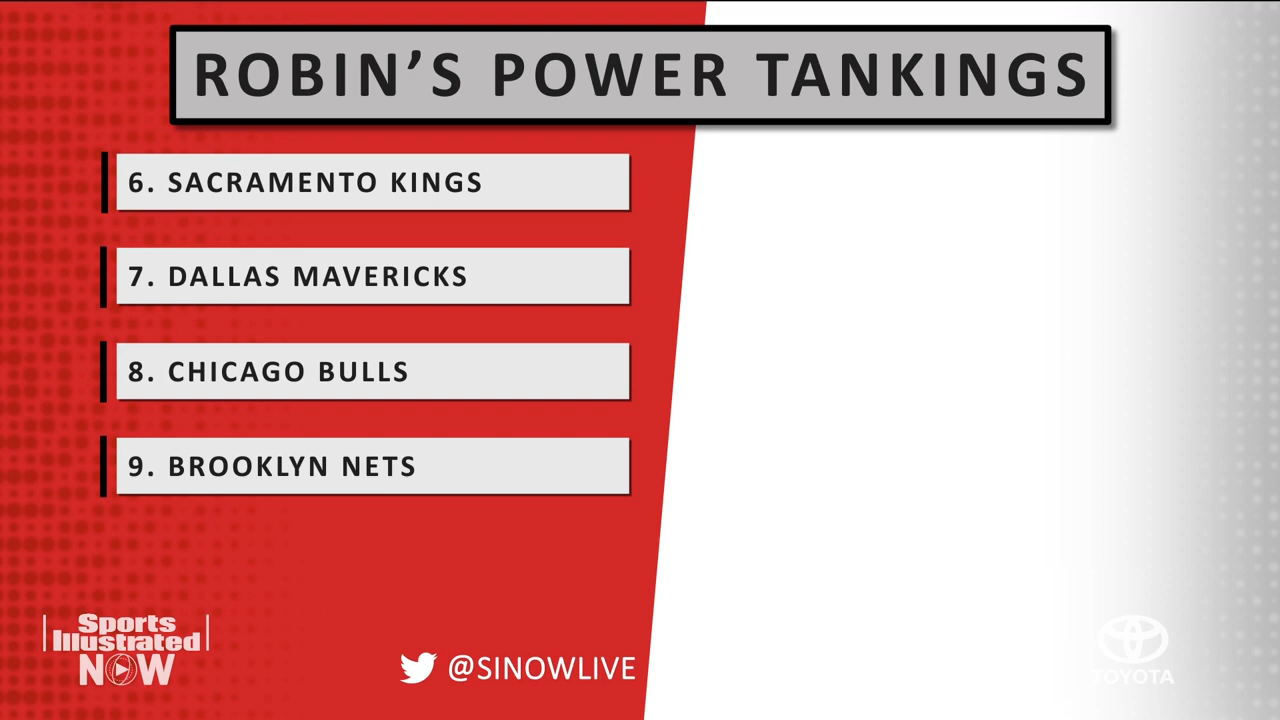 ROBIN’S POWER TANKINGS
6. SACRAMENTO KINGS
7. DALLAS MAVERICKS
8. CHICAGO BULLS
9. BROOKLYN NETS
Sports
Illustrated
NOW
@SINOWLIVE
TOYOTA